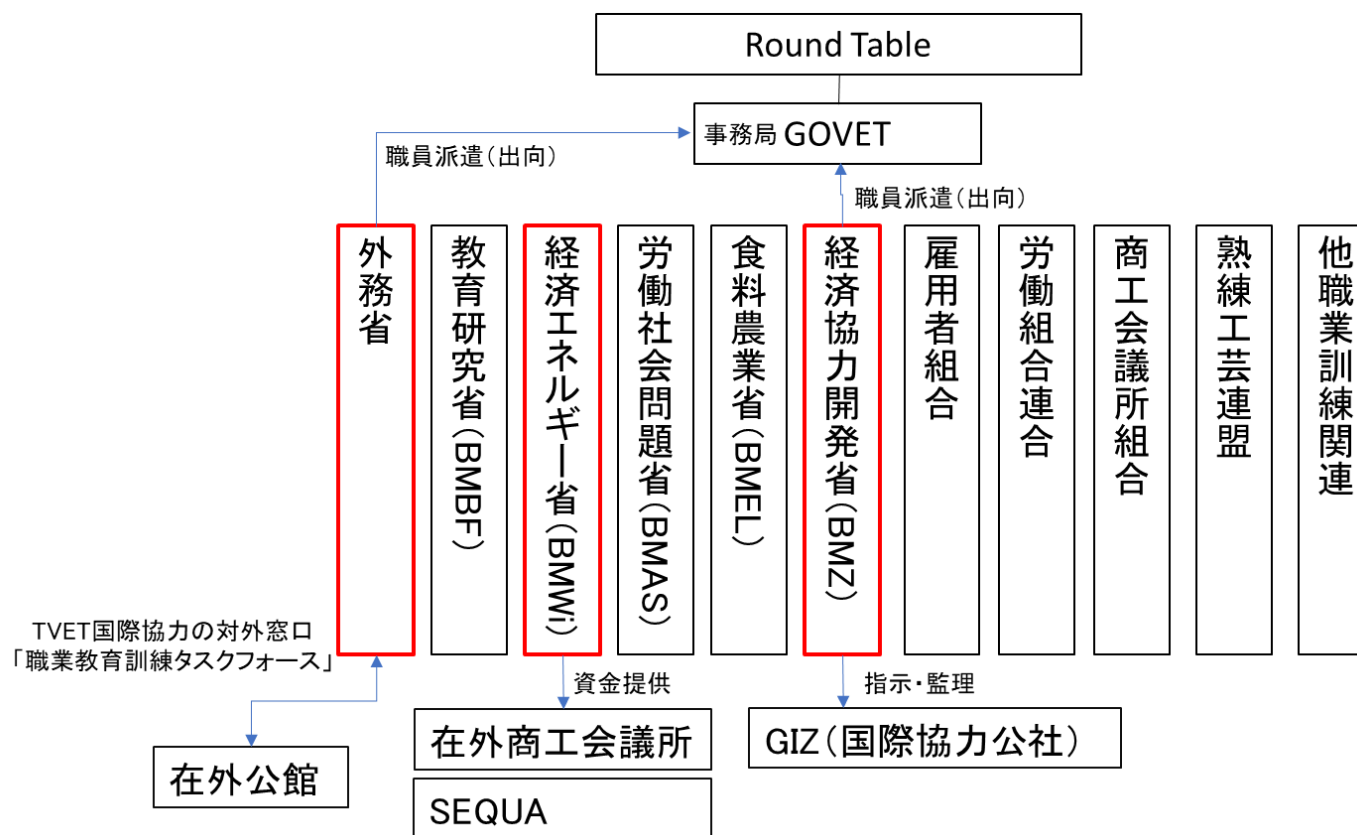 Round Table
事務局 GOVET
職員派遣(出向)
職員派遣(出向)
外務省
教育研究省(BMBF)
経済エネルギー省(BMWi)
労働社会問題省(BMAS)
食料農業省(BMEL)
経済協力開発省(BMZ)
雇用者組合
労働組合連合
商工会議所組合
熟練工芸連盟
他職業訓練関連
TVET国際協力の対外窓口
「職業教育訓練タスクフォース」
資金提供
指示・監理
在外公館
在外商工会議所
SEQUA
GIZ(国際協力公社)